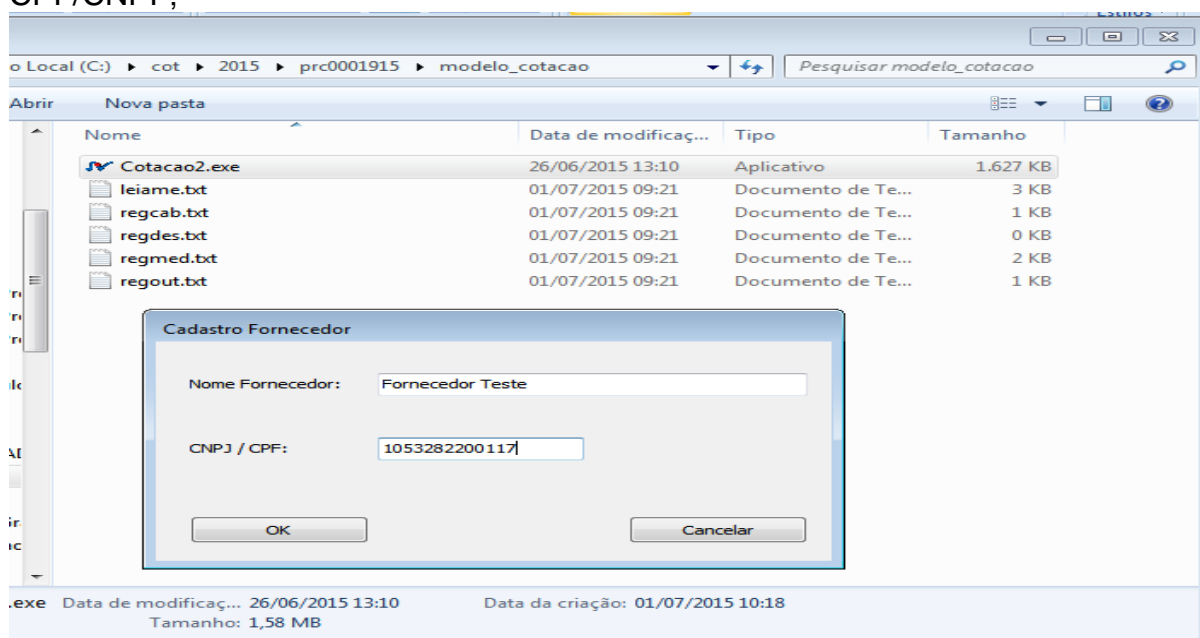 CPF/CNPJ ;
Estilos
o Local (C:) ▸ cot ▸ 2015 ▸ prc0001915 ▸ modelo_cotacao
Pesquisar modelo_cotacao
Abrir Nova pasta
Nome Data de modificaç... Tipo Tamanho
Cotacao2.exe 26/06/2015 13:10 Aplicativo 1.627 KB
leiame.txt 01/07/2015 09:21 Documento de Te... 3 KB
regcab.txt 01/07/2015 09:21 Documento de Te... 1 KB
regdes.txt 01/07/2015 09:21 Documento de Te... 0 KB
regmed.txt 01/07/2015 09:21 Documento de Te... 2 KB
regout.txt 01/07/2015 09:21 Documento de Te... 1 KB
Cadastro Fornecedor
Nome Fornecedor: Fornecedor Teste
CNPJ / CPF: 1053282200117
OK Cancelar
.exe Data de modificaç... 26/06/2015 13:10 Data da criação: 01/07/2015 10:18
Tamanho: 1,58 MB